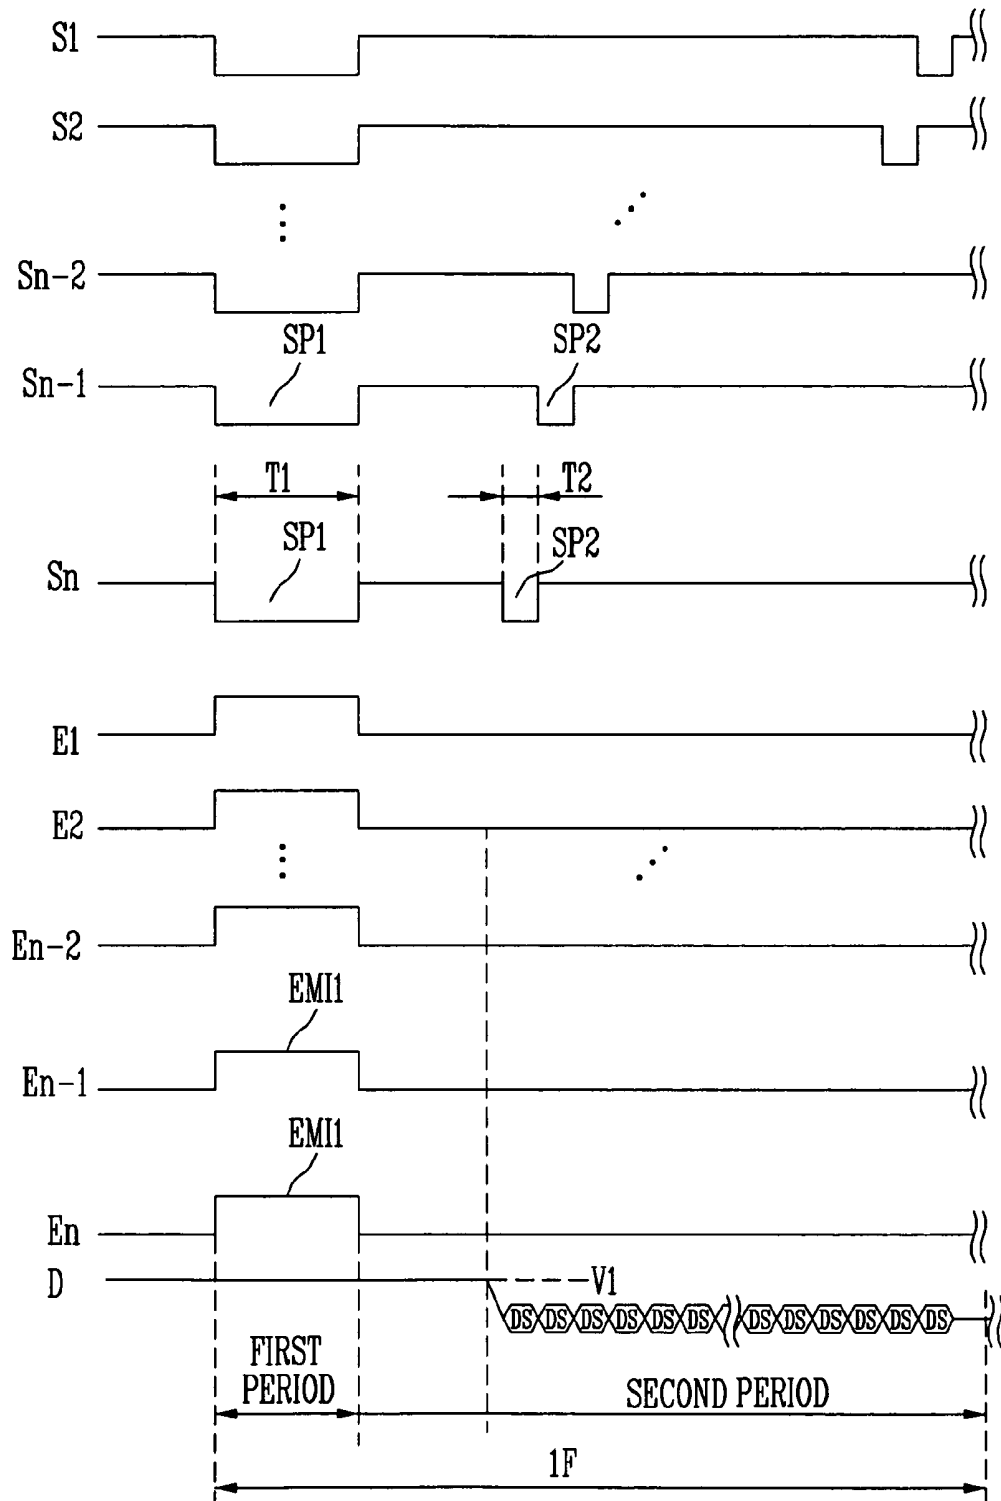 S1
S2
Sn-2
SP1 SP2
Sn-1
T1 T2
SP1 SP2
Sn
E1
E2
En-2
EMI1
En-1
EMI1
En
D V1
DS DS DS DS DS DS DS DS DS DS DS DS
FIRST
PERIOD SECOND PERIOD
1F